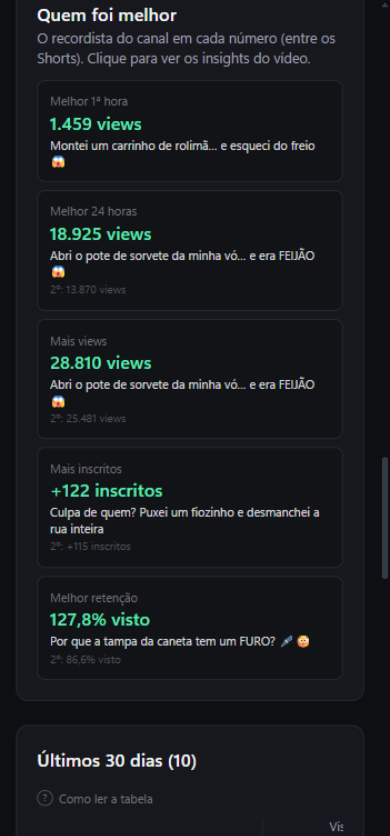 Quem foi melhor
O recordista do canal em cada número (entre os
Shorts). Clique para ver os insights do vídeo.
Melhor 1ª hora
1.459 views
Montei um carrinho de rolimã... e esqueci do freio
😱
Melhor 24 horas
18.925 views
Abri o pote de sorvete da minha vó... e era FEIJÃO
😱
2º: 13.870 views
Mais views
28.810 views
Abri o pote de sorvete da minha vó... e era FEIJÃO
😱
2º: 25.481 views
Mais inscritos
+122 inscritos
Culpa de quem? Puxei um fiozinho e desmanchei a
rua inteira
2º: +115 inscritos
Melhor retenção
127,8% visto
Por que a tampa da caneta tem um FURO?
2º: 86,6% visto
Últimos 30 dias (10)
? Como ler a tabela